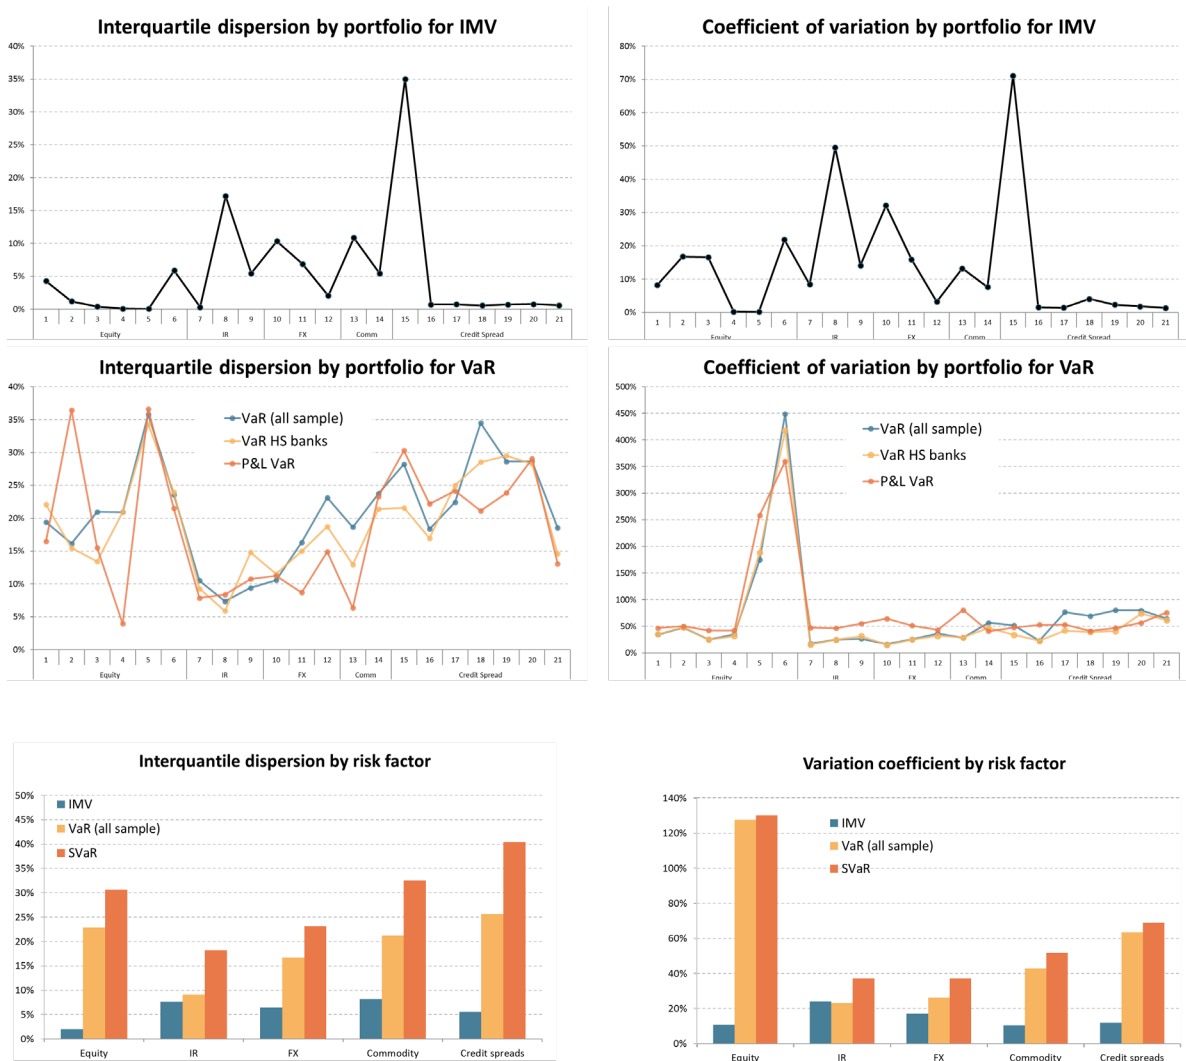 Interquartile dispersion by portfolio for IMV
40%
35%
30%
25%
20%
15%
10%
5%
0%
1 2 3 4 5 6 7 8 9 10 11 12 13 14 15 16 17 18 19 20 21
Equity IR FX Comm Credit Spread
Coefficient of variation by portfolio for IMV
80%
70%
60%
50%
40%
30%
20%
10%
0%
1 2 3 4 5 6 7 8 9 10 11 12 13 14 15 16 17 18 19 20 21
Equity IR FX Comm Credit Spread
Interquartile dispersion by portfolio for VaR
40%
35%
30%
25%
20%
15%
10%
5%
0%
VaR (all sample)
VaR HS banks
P&L VaR
1 2 3 4 5 6 7 8 9 10 11 12 13 14 15 16 17 18 19 20 21
Equity IR FX Comm Credit Spread
Coefficient of variation by portfolio for VaR
500%
450%
400%
350%
300%
250%
200%
150%
100%
50%
0%
VaR (all sample)
VaR HS banks
P&L VaR
1 2 3 4 5 6 7 8 9 10 11 12 13 14 15 16 17 18 19 20 21
Equity IR FX Comm Credit Spread
Interquantile dispersion by risk factor
50%
45%
40%
35%
30%
25%
20%
15%
10%
5%
0%
IMV
VaR (all sample)
SVaR
Equity IR FX Commodity Credit spreads
Variation coefficient by risk factor
140%
120%
100%
80%
60%
40%
20%
0%
IMV
VaR (all sample)
SVaR
Equity IR FX Commodity Credit spreads